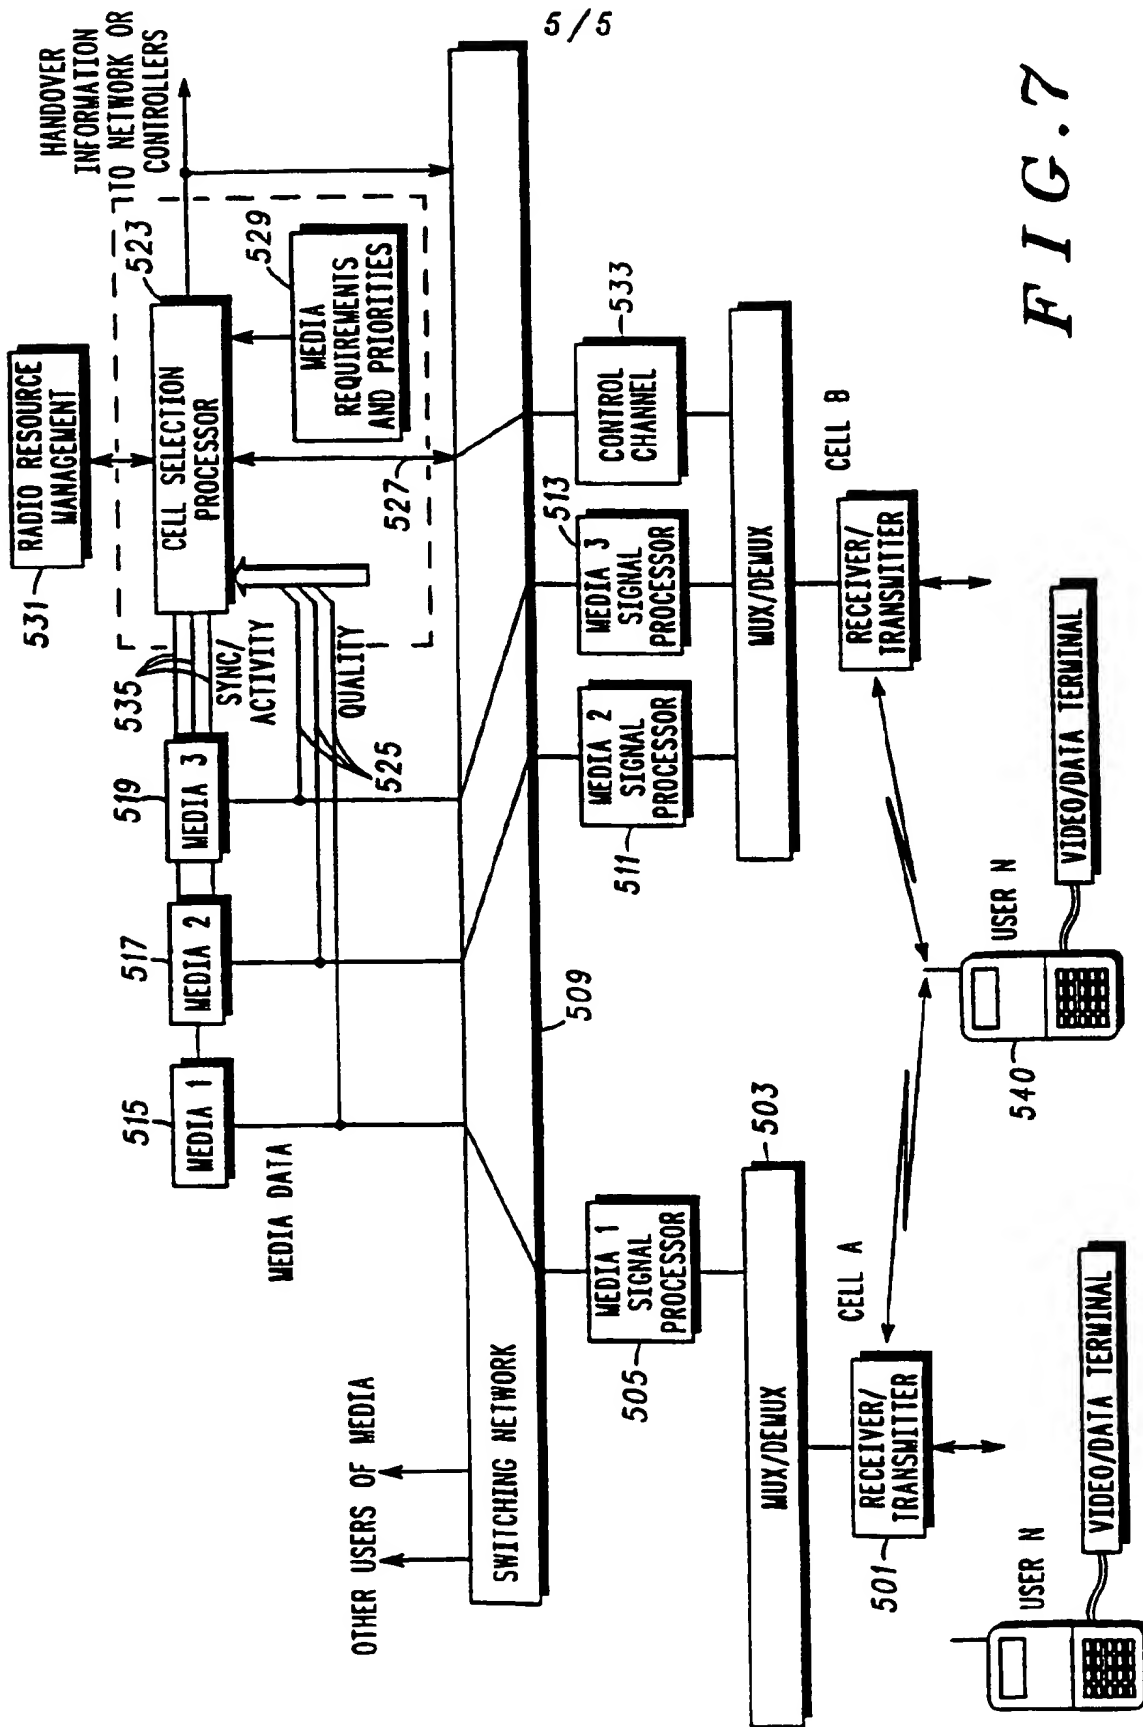 5/5
HANDOVER
INFORMATION
TO NETWORK OR
CONTROLLERS
531
RADIO RESOURCE
MANAGEMENT
523
CELL SELECTION
PROCESSOR
529
MEDIA
REQUIREMENTS
AND PRIORITIES
527
535
SYNC/
ACTIVITY
QUALITY
525
515
MEDIA 1
517
MEDIA 2
519
MEDIA 3
MEDIA DATA
OTHER USERS OF MEDIA
SWITCHING NETWORK
509
505
MEDIA 1
SIGNAL
PROCESSOR
511
MEDIA 2
SIGNAL
PROCESSOR
513
MEDIA 3
SIGNAL
PROCESSOR
533
CONTROL
CHANNEL
503
MUX/DEMUX
MUX/DEMUX
CELL A
501
RECEIVER/
TRANSMITTER
CELL B
RECEIVER/
TRANSMITTER
USER N
VIDEO/DATA TERMINAL
540
USER N
VIDEO/DATA TERMINAL
FIG.7